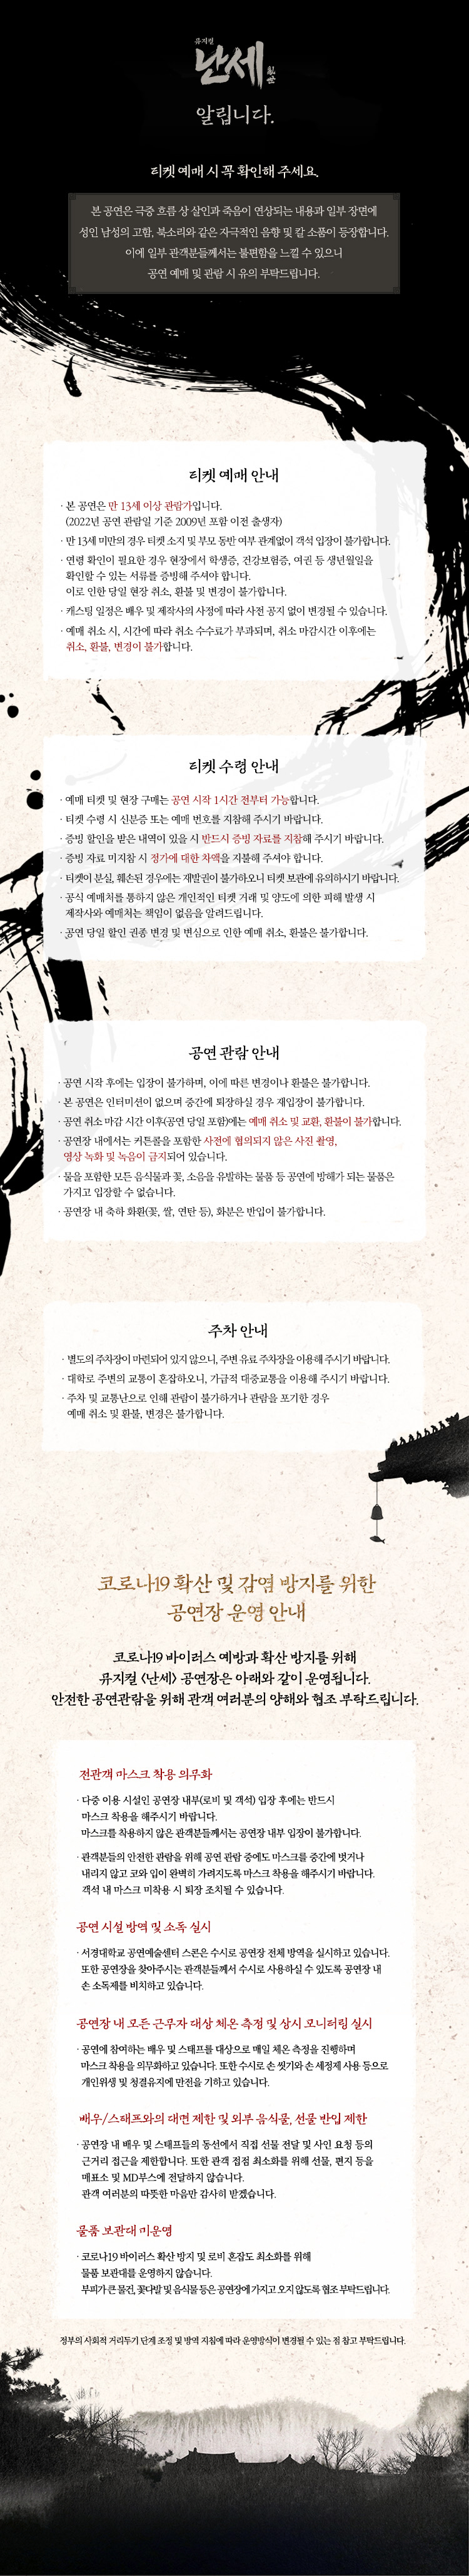 뮤지컬
난세
亂世
알립니다.
티켓 예매 시 꼭 확인해 주세요.
본 공연은 극중 흐름 상 살인과 죽음이 연상되는 내용과 일부 장면에
성인 남성의 고함, 북소리와 같은 자극적인 음향 및 칼 소품이 등장합니다.
이에 일부 관객분들께서는 불편함을 느낄 수 있으니
공연 예매 및 관람 시 유의 부탁드립니다.
티켓 예매 안내
· 본 공연은 만 13세 이상 관람가입니다.
(2022년 공연 관람일 기준 2009년 포함 이전 출생자)
· 만 13세 미만의 경우 티켓 소지 및 부모 동반 여부 관계없이 객석 입장이 불가합니다.
· 연령 확인이 필요한 경우 현장에서 학생증, 건강보험증, 여권 등 생년월일을
확인할 수 있는 서류를 증빙해 주셔야 합니다.
이로 인한 당일 현장 취소, 환불 및 변경이 불가합니다.
· 캐스팅 일정은 배우 및 제작사의 사정에 따라 사전 공지 없이 변경될 수 있습니다.
· 예매 취소 시, 시간에 따라 취소 수수료가 부과되며, 취소 마감시간 이후에는
취소, 환불, 변경이 불가합니다.
티켓 수령 안내
· 예매 티켓 및 현장 구매는 공연 시작 1시간 전부터 가능합니다.
· 티켓 수령 시 신분증 또는 예매 번호를 지참해 주시기 바랍니다.
· 증빙 할인을 받은 내역이 있을 시 반드시 증빙 자료를 지참해 주시기 바랍니다.
· 증빙 자료 미지참 시 정가에 대한 차액을 지불해 주셔야 합니다.
· 티켓이 분실, 훼손된 경우에는 재발권이 불가하오니 티켓 보관에 유의하시기 바랍니다.
· 공식 예매처를 통하지 않은 개인적인 티켓 거래 및 양도에 의한 피해 발생 시
제작사와 예매처는 책임이 없음을 알려드립니다.
· 공연 당일 할인 권종 변경 및 변심으로 인한 예매 취소, 환불은 불가합니다.
공연 관람 안내
· 공연 시작 후에는 입장이 불가하며, 이에 따른 변경이나 환불은 불가합니다.
· 본 공연은 인터미션이 없으며 중간에 퇴장하실 경우 재입장이 불가합니다.
· 공연 취소 마감 시간 이후(공연 당일 포함)에는 예매 취소 및 교환, 환불이 불가합니다.
· 공연장 내에서는 커튼콜을 포함한 사전에 협의되지 않은 사진 촬영,
영상 녹화 및 녹음이 금지되어 있습니다.
· 물을 포함한 모든 음식물과 꽃, 소음을 유발하는 물품 등 공연에 방해가 되는 물품은
가지고 입장할 수 없습니다.
· 공연장 내 축하 화환(꽃, 쌀, 연탄 등), 화분은 반입이 불가합니다.
주차 안내
· 별도의 주차장이 마련되어 있지 않으니, 주변 유료 주차장을 이용해 주시기 바랍니다.
· 대학로 주변의 교통이 혼잡하오니, 가급적 대중교통을 이용해 주시기 바랍니다.
· 주차 및 교통난으로 인해 관람이 불가하거나 관람을 포기한 경우
예매 취소 및 환불, 변경은 불가합니다.
코로나19 확산 및 감염 방지를 위한
공연장 운영 안내
코로나19 바이러스 예방과 확산 방지를 위해
뮤지컬 <난세> 공연장은 아래와 같이 운영됩니다.
안전한 공연관람을 위해 관객 여러분의 양해와 협조 부탁드립니다.
전관객 마스크 착용 의무화
· 다중 이용 시설인 공연장 내부(로비 및 객석) 입장 후에는 반드시
마스크 착용을 해주시기 바랍니다.
마스크를 착용하지 않은 관객분들께서는 공연장 내부 입장이 불가합니다.
· 관객분들의 안전한 관람을 위해 공연 관람 중에도 마스크를 중간에 벗거나
내리지 않고 코와 입이 완벽히 가려지도록 마스크 착용을 해주시기 바랍니다.
객석 내 마스크 미착용 시 퇴장 조치될 수 있습니다.
공연 시설 방역 및 소독 실시
· 서경대학교 공연예술센터 스콘은 수시로 공연장 전체 방역을 실시하고 있습니다.
또한 공연장을 찾아주시는 관객분들께서 수시로 사용하실 수 있도록 공연장 내
손 소독제를 비치하고 있습니다.
공연장 내 모든 근무자 대상 체온 측정 및 상시 모니터링 실시
· 공연에 참여하는 배우 및 스태프를 대상으로 매일 체온 측정을 진행하며
마스크 착용을 의무화하고 있습니다. 또한 수시로 손 씻기와 손 세정제 사용 등으로
개인위생 및 청결유지에 만전을 기하고 있습니다.
배우/스태프와의 대면 제한 및 외부 음식물, 선물 반입 제한
· 공연장 내 배우 및 스태프들의 동선에서 직접 선물 전달 및 사인 요청 등의
근거리 접근을 제한합니다. 또한 관객 접점 최소화를 위해 선물, 편지 등을
매표소 및 MD부스에 전달하지 않습니다.
관객 여러분의 따뜻한 마음만 감사히 받겠습니다.
물품 보관대 미운영
· 코로나19 바이러스 확산 방지 및 로비 혼잡도 최소화를 위해
물품 보관대를 운영하지 않습니다.
부피가 큰 물건, 꽃다발 및 음식물 등은 공연장에 가지고 오지 않도록 협조 부탁드립니다.
정부의 사회적 거리두기 단계 조정 및 방역 지침에 따라 운영방식이 변경될 수 있는 점 참고 부탁드립니다.